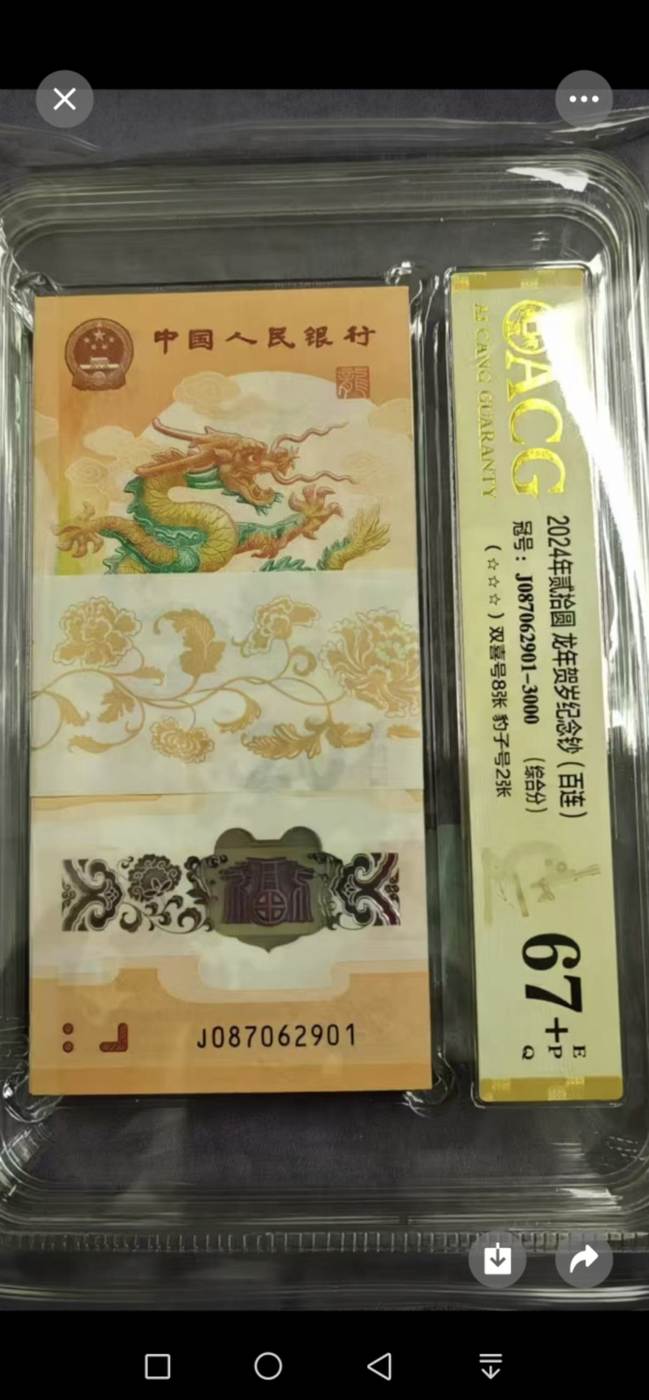 中国人民银行
龍
福
J087062901
ACG
Ai CANG GUARANTY
2024年贰拾圆 龙年贺岁纪念钞（百连）
冠号：J087062901-3000 （综合分）
（☆☆☆）双喜号8张 豹子号2张
67+
E P Q